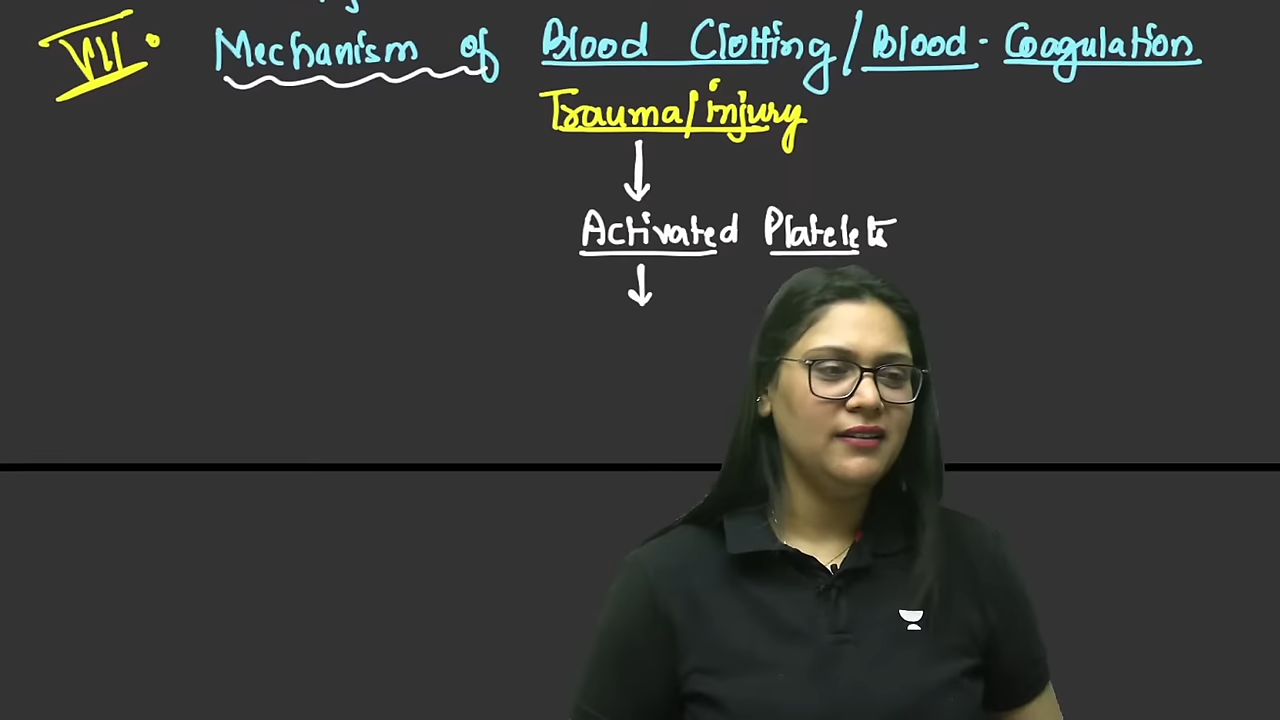 VII. Mechanism of Blood Clotting/Blood-Coagulation
Trauma/injury
Activated Platelets